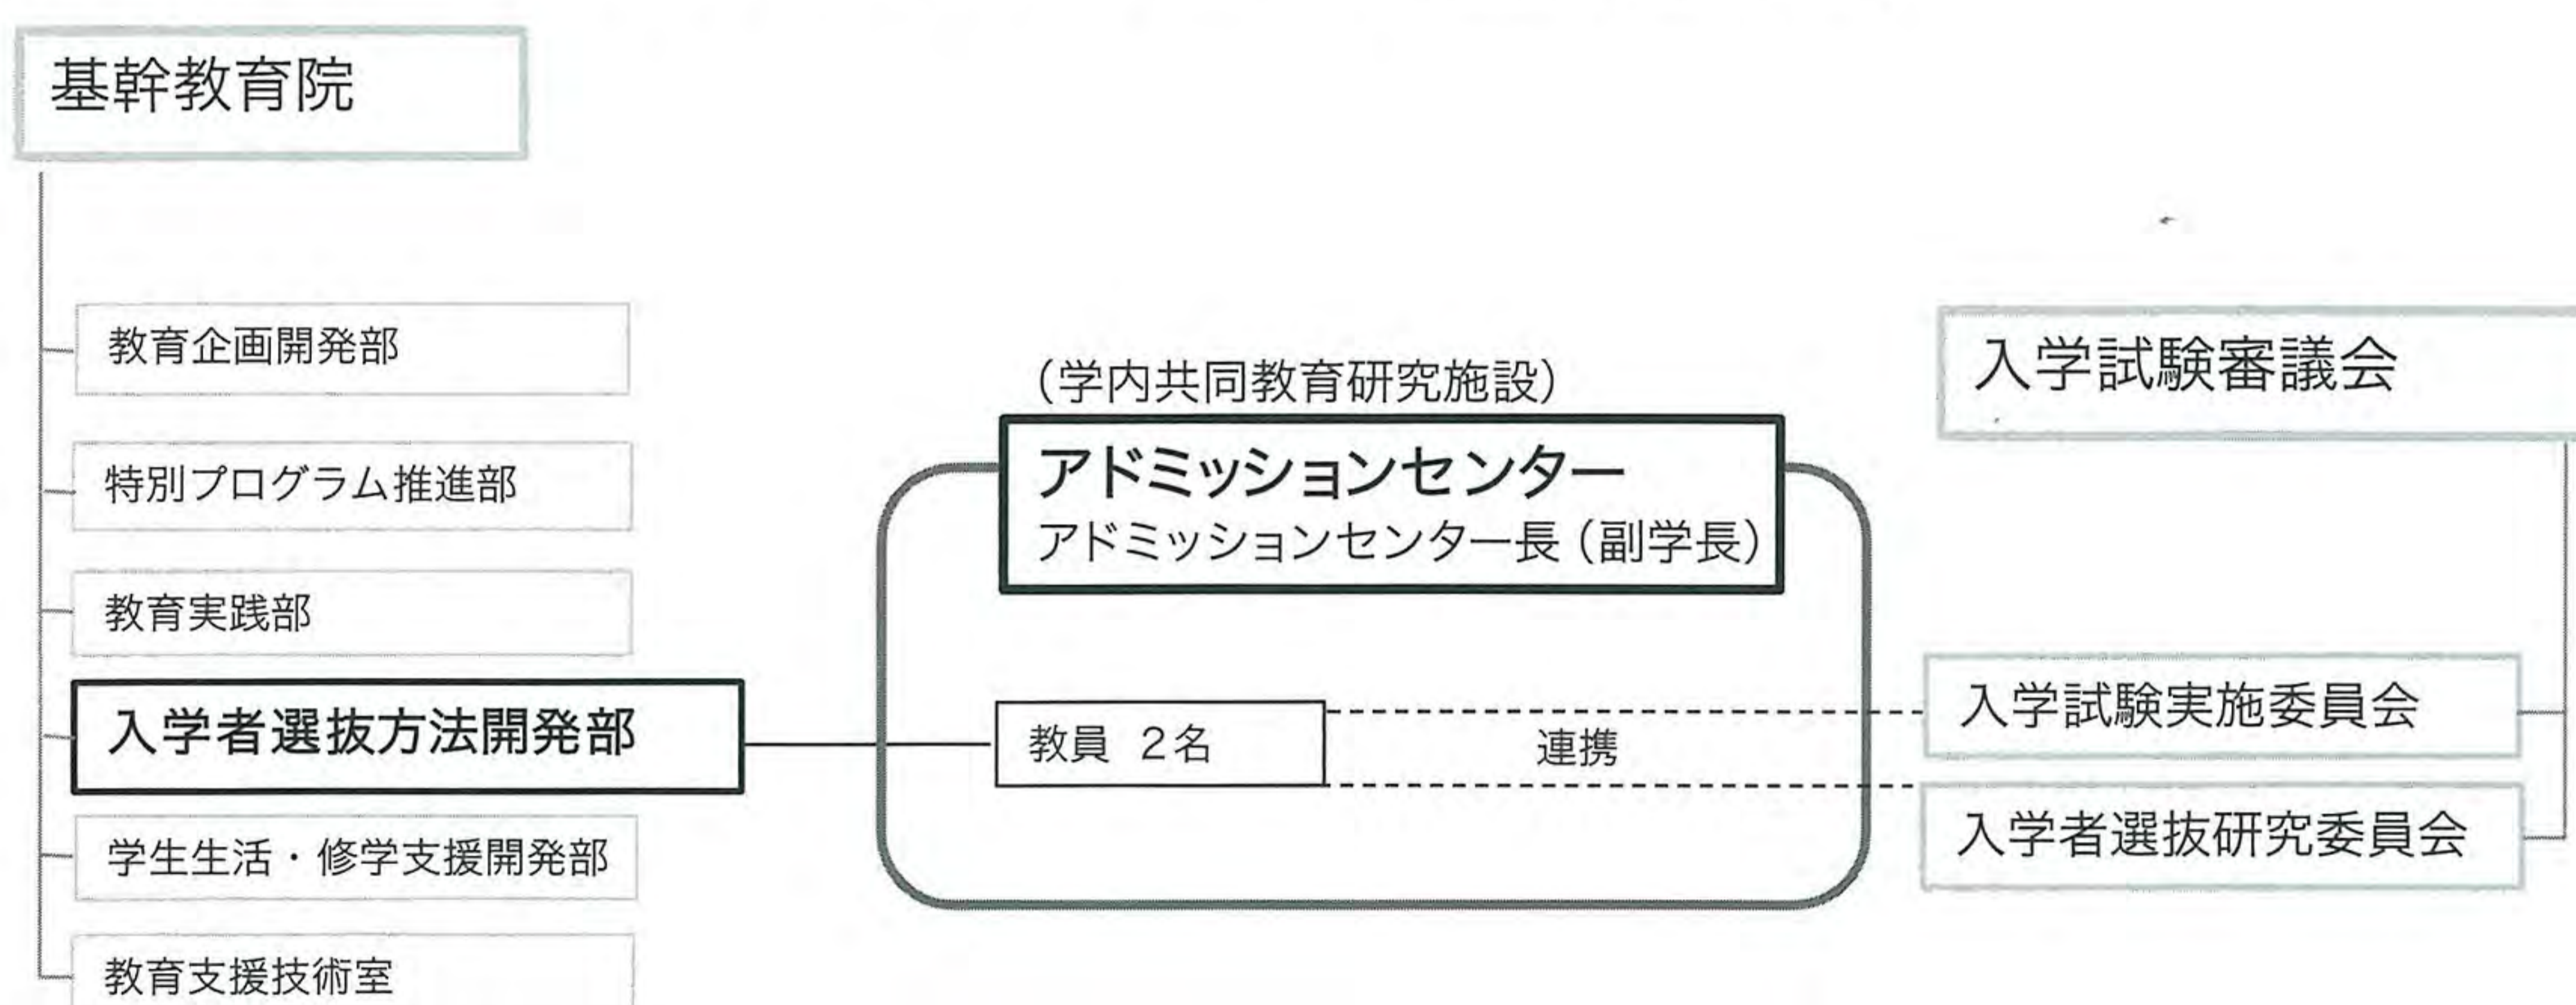 基幹教育院
教育企画開発部
特別プログラム推進部
教育実践部
入学者選抜方法開発部
学生生活・修学支援開発部
教育支援技術室
（学内共同教育研究施設）
アドミッションセンター
アドミッションセンター長（副学長）
教員 2名
連携
入学試験審議会
入学試験実施委員会
入学者選抜研究委員会